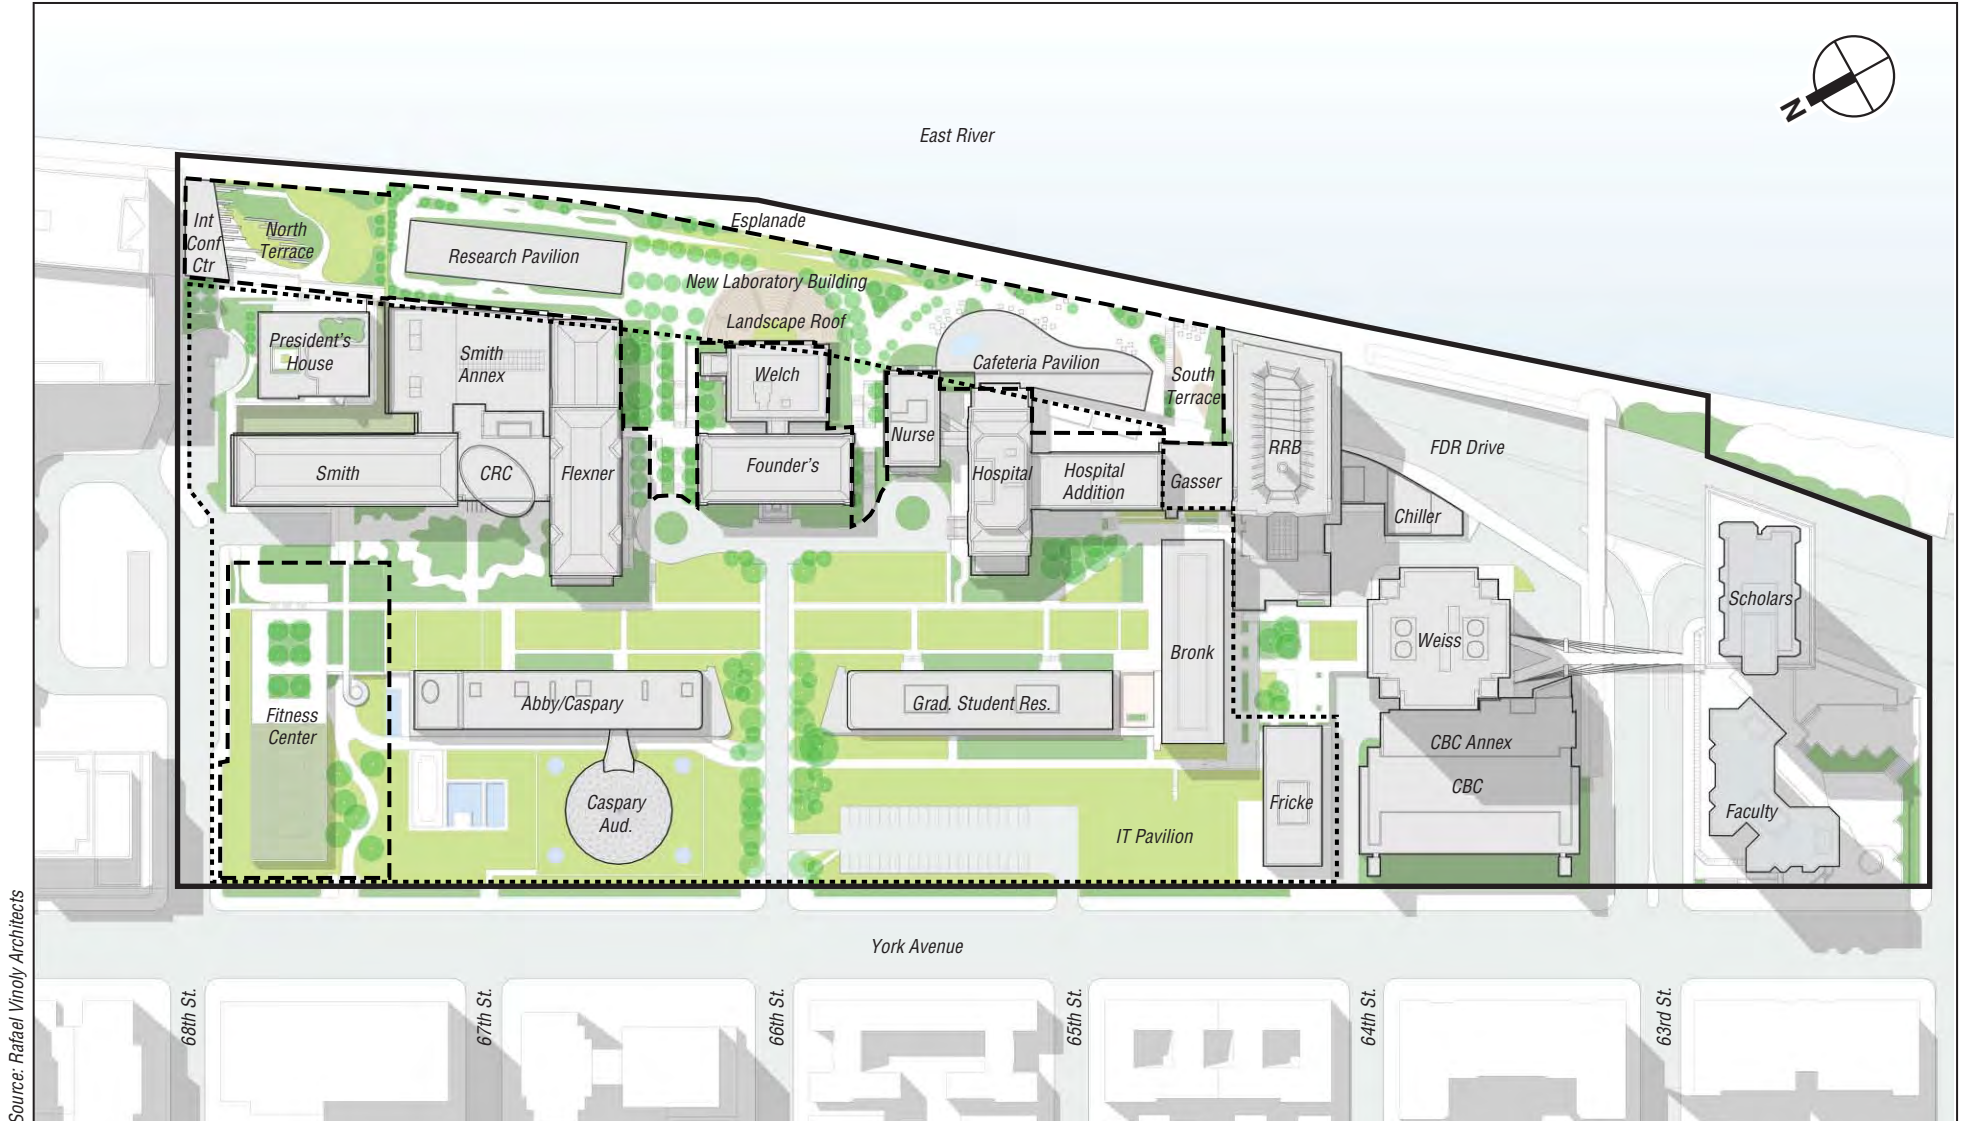 N
East River
Esplanade
Int
Conf
Ctr
North
Terrace
Research Pavilion
New Laboratory Building
Landscape Roof
President's
House
Smith
Annex
Welch
Cafeteria Pavilion
South
Terrace
Nurse
Smith
CRC
Flexner
Founder's
Hospital
Hospital
Addition
Gasser
RRB
FDR Drive
Chiller
Scholars
Weiss
Bronk
Fitness
Center
Abby/Caspary
Grad. Student Res.
CBC Annex
CBC
Caspary
Aud.
IT Pavilion
Fricke
Faculty
York Avenue
68th St.
67th St.
66th St.
65th St.
64th St.
63rd St.
Source: Rafael Vinoly Architects